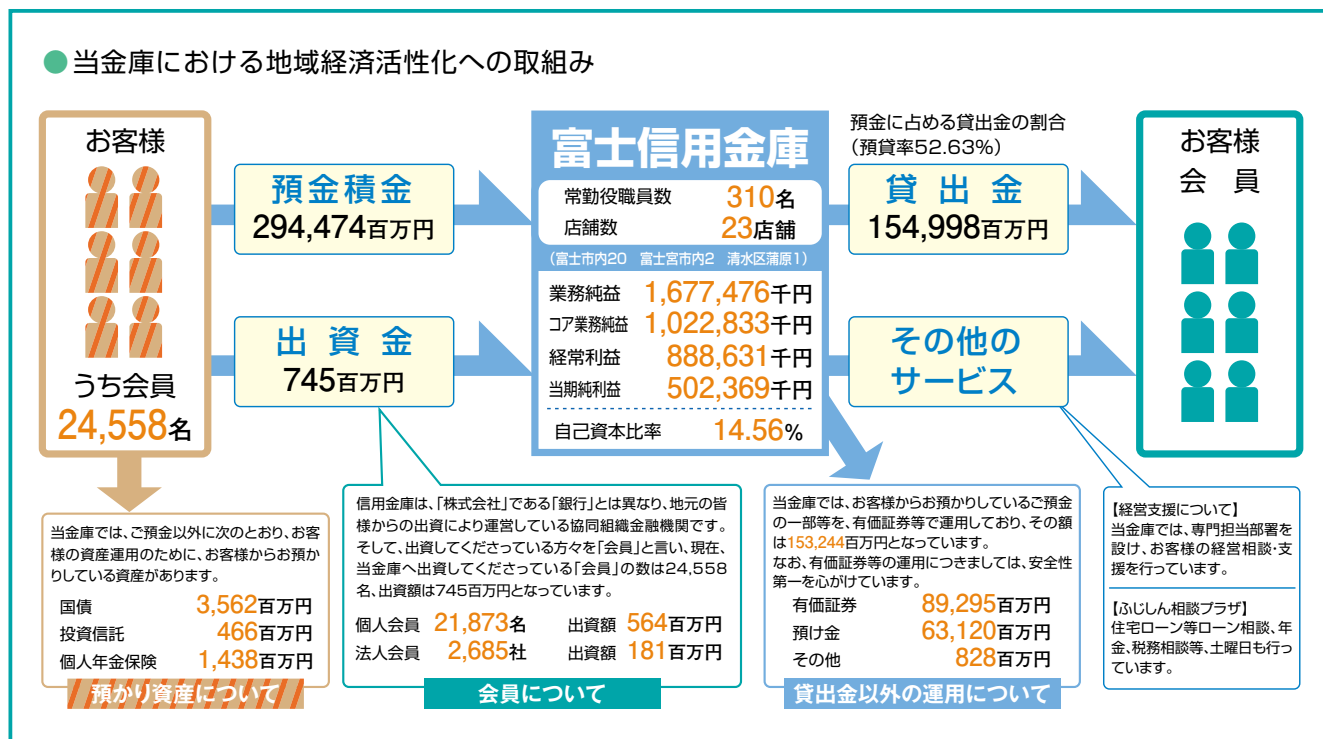 ●当金庫における地域経済活性化への取組み
お客様
うち会員
24,558名
預金積金
294,474百万円
出資金
745百万円
富士信用金庫
常勤役職員数 310名
店舗数 23店舗
(富士市内20 富士宮市内2 清水区蒲原1)
業務純益 1,677,476千円
コア業務純益 1,022,833千円
経常利益 888,631千円
当期純利益 502,369千円
自己資本比率 14.56%
預金に占める貸出金の割合
(預貸率52.63%)
貸出金
154,998百万円
その他の
サービス
お客様
会員
当金庫では、ご預金以外に次のとおり、お客
様の資産運用のために、お客様からお預か
りしている資産があります。
国債 3,562百万円
投資信託 466百万円
個人年金保険 1,438百万円
預かり資産について
信用金庫は、「株式会社」である「銀行」とは異なり、地元の皆
様からの出資により運営している協同組織金融機関です。
そして、出資してくださっている方々を「会員」と言い、現在、
当金庫へ出資してくださっている「会員」の数は24,558
名、出資額は745百万円となっています。
個人会員 21,873名 出資額 564百万円
法人会員 2,685社 出資額 181百万円
会員について
当金庫では、お客様からお預かりしているご預金
の一部等を、有価証券等で運用しており、その額
は153,244百万円となっています。
なお、有価証券等の運用につきましては、安全性
第一を心がけています。
有価証券 89,295百万円
預け金 63,120百万円
その他 828百万円
貸出金以外の運用について
【経営支援について】
当金庫では、専門担当部署を
設け、お客様の経営相談・支
援を行っています。
【ふじしん相談プラザ】
住宅ローン等ローン相談、年
金、税務相談等、土曜日も行っ
ています。